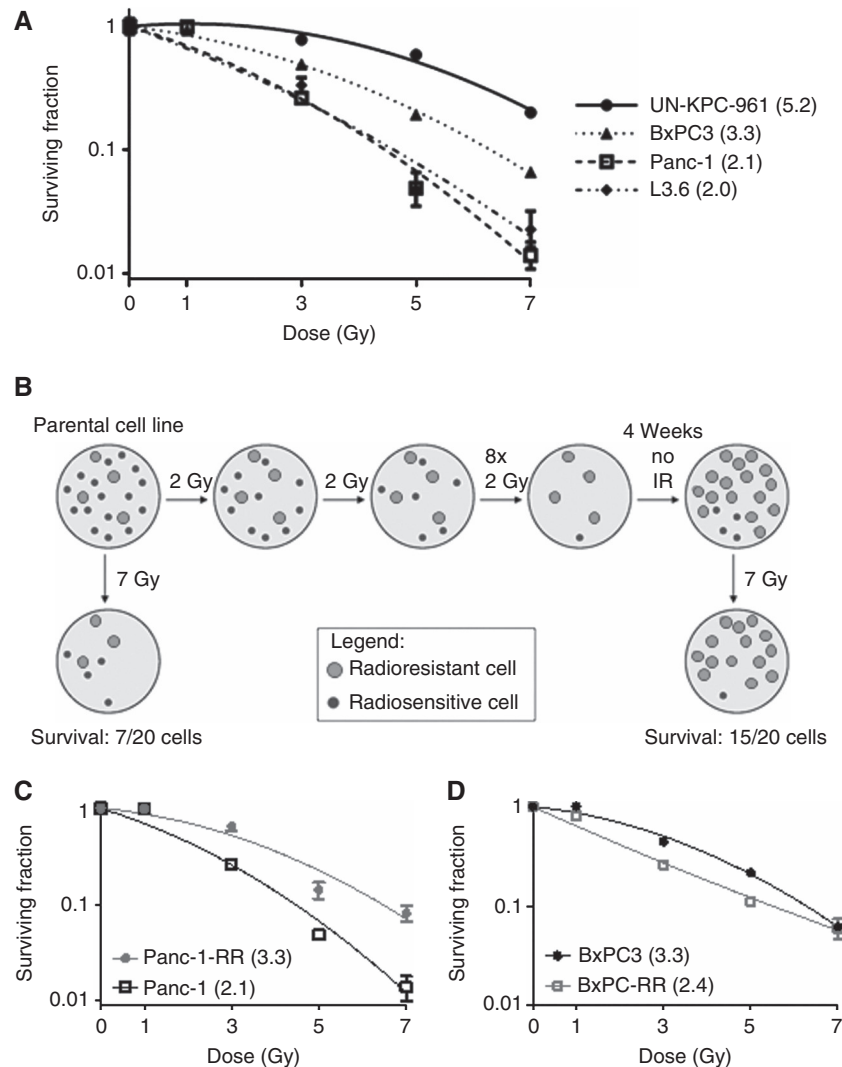 A
Surviving fraction
1
0.1
0.01
0 1 3 5 7
Dose (Gy)
UN-KPC-961 (5.2)
BxPC3 (3.3)
Panc-1 (2.1)
L3.6 (2.0)
B
Parental cell line
2 Gy
2 Gy
8x
2 Gy
4 Weeks
no
IR
7 Gy
7 Gy
Legend:
Radioresistant cell
Radiosensitive cell
Survival: 7/20 cells
Survival: 15/20 cells
C
Surviving fraction
1
0.1
0.01
Panc-1-RR (3.3)
Panc-1 (2.1)
0 1 3 5 7
Dose (Gy)
D
Surviving fraction
1
0.1
0.01
BxPC3 (3.3)
BxPC-RR (2.4)
0 1 3 5 7
Dose (Gy)